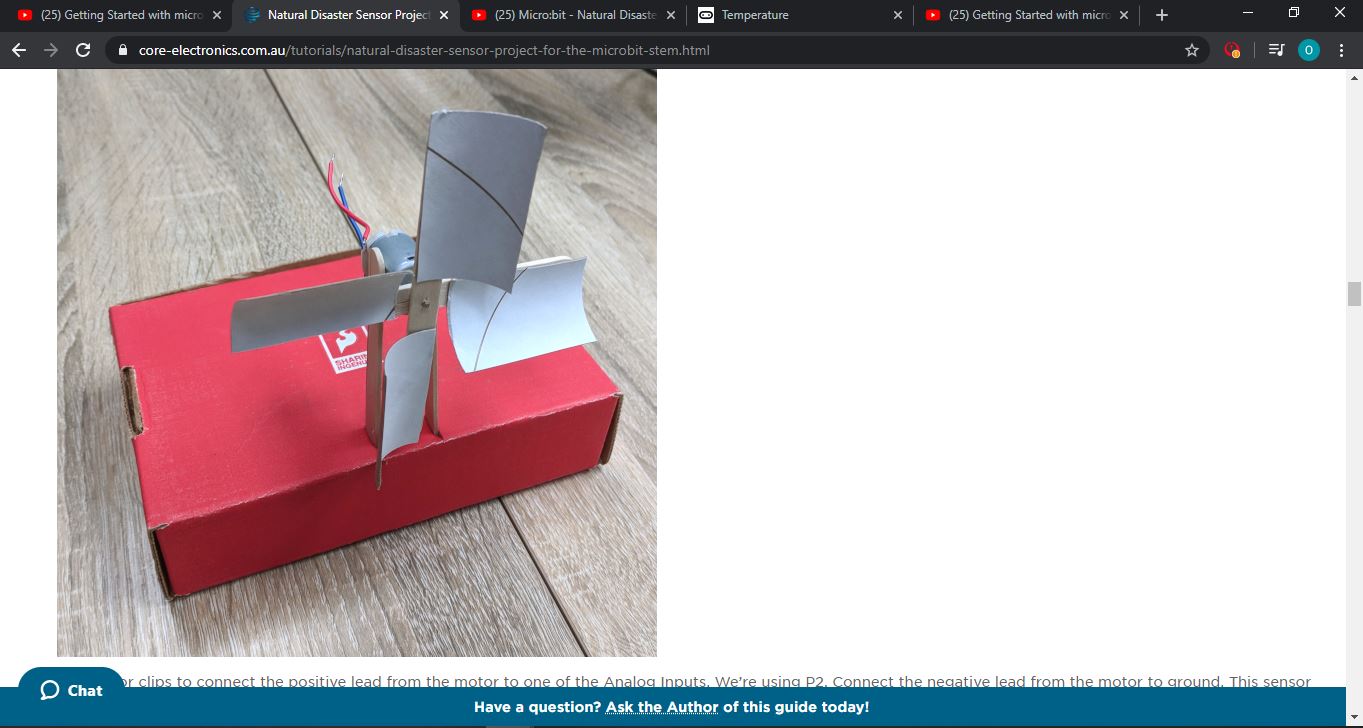 (25) Getting Started with micro
Natural Disaster Sensor Project
(25) Micro:bit - Natural Disaste
Temperature
(25) Getting Started with micro
core-electronics.com.au/tutorials/natural-disaster-sensor-project-for-the-microbit-stem.html
O
SHARING
INGENU
or clips to connect the positive lead from the motor to one of the Analog Inputs. We're using P2. Connect the negative lead from the motor to ground. This sensor
Chat
Have a question? Ask the Author of this guide today!